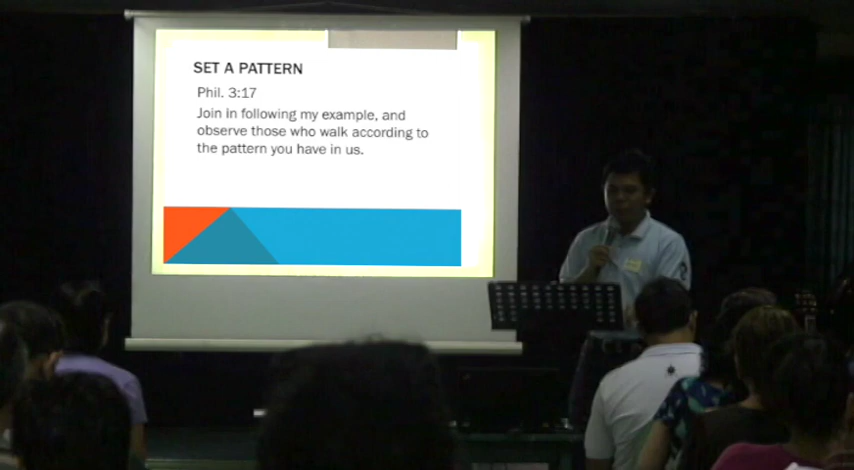 SET A PATTERN
Phil. 3:17
Join in following my example, and
observe those who walk according to
the pattern you have in us.